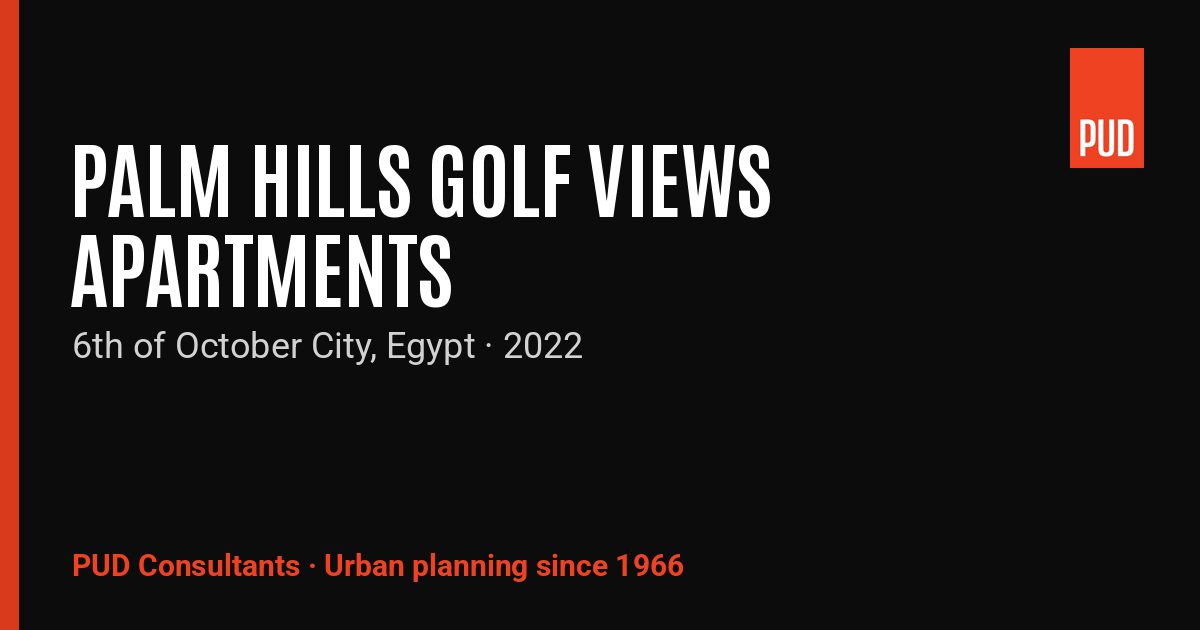 PUD
PALM HILLS GOLF VIEWS
APARTMENTS
6th of October City, Egypt · 2022
PUD Consultants · Urban planning since 1966